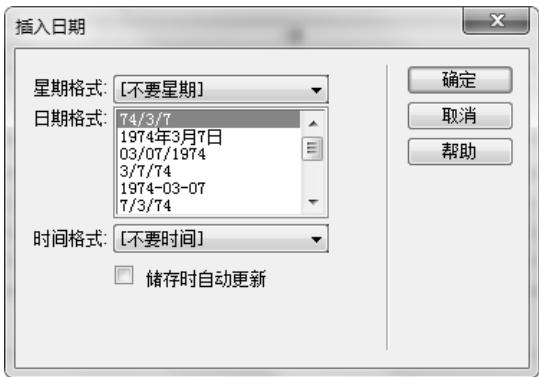 插入日期
星期格式: [不要星期]
日期格式: 74/3/7
1974年3月7日
03/07/1974
3/7/74
1974-03-07
7/3/74
时间格式: [不要时间]
储存时自动更新
确定
取消
帮助